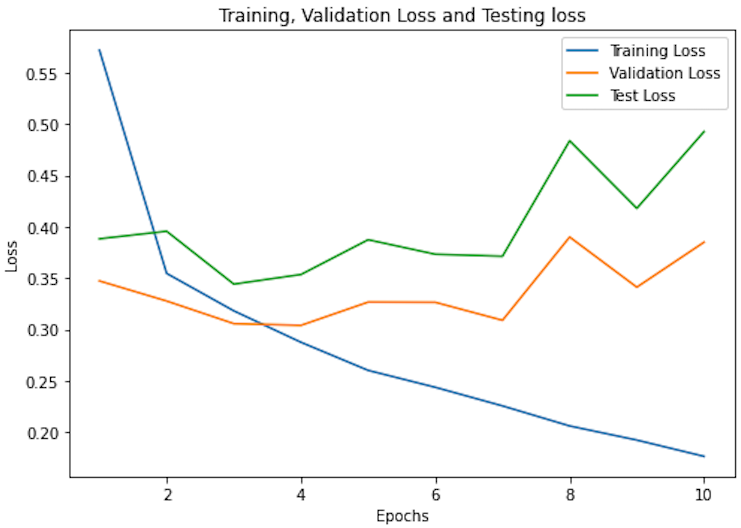 Training, Validation Loss and Testing loss
Training Loss
Validation Loss
Test Loss
0.55
0.50
0.45
0.40
0.35
0.30
0.25
0.20
Loss
2 4 6 8 10
Epochs